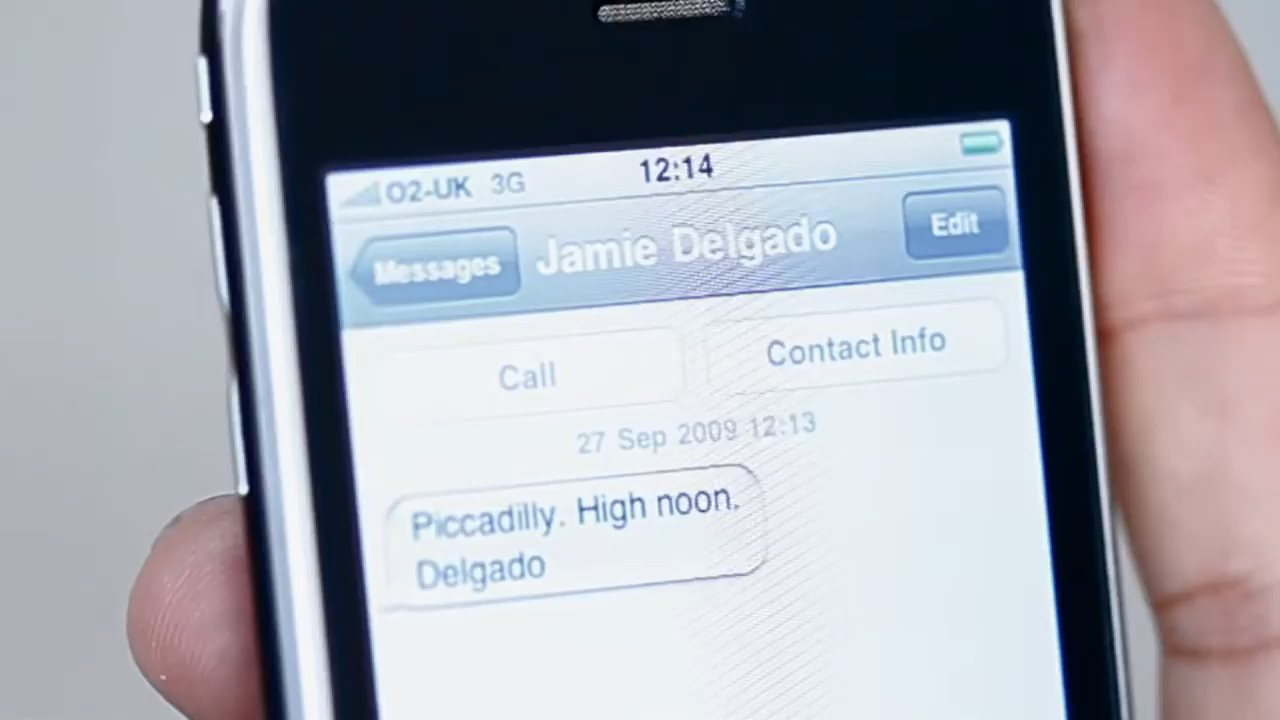 O2-UK 3G 12:14
Messages Jamie Delgado Edit
Call Contact Info
27 Sep 2009 12:13
Piccadilly. High noon.
Delgado